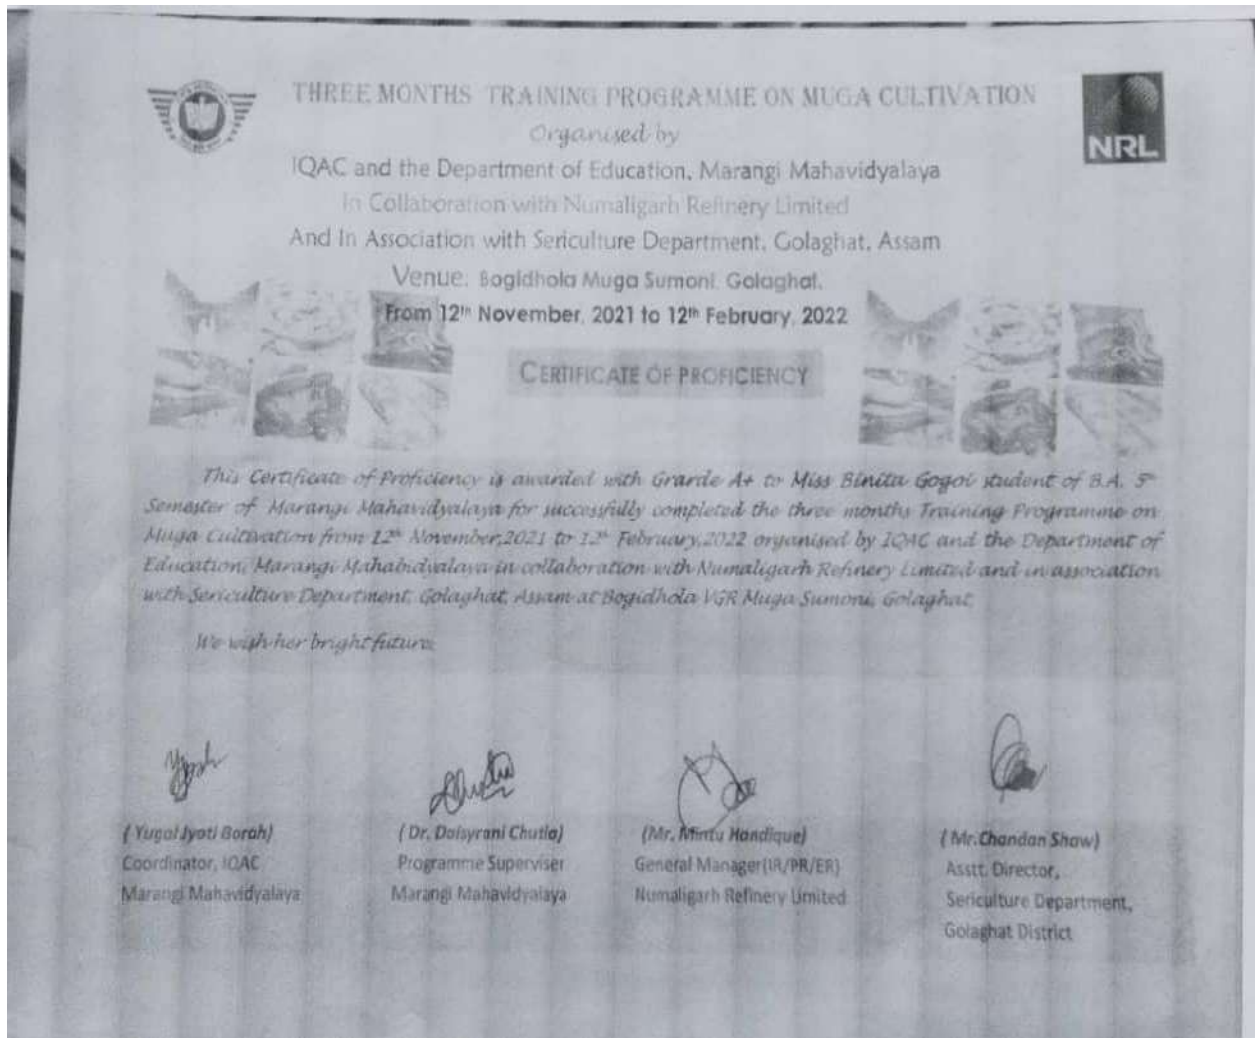 THREE MONTHS TRAINING PROGRAMME ON MUGA CULTIVATION
Organised by
IQAC and the Department of Education, Marangi Mahavidyalaya
In Collaboration with Numaligarh Refinery Limited
And In Association with Sericulture Department, Golaghat, Assam
Venue: Bogidhola Muga Sumoni, Golaghat.
From 12th November, 2021 to 12th February, 2022
NRL
CERTIFICATE OF PROFICIENCY
This Certificate of Proficiency is awarded with Grarde A+ to Miss Binita Gogoi student of B.A. 5th
Semester of Marangi Mahavidyalaya for successfully completed the three months Training Programme on
Muga Cultivation from 12th November,2021 to 12th February,2022 organised by IQAC and the Department of
Education, Marangi Mahabidyalaya in collaboration with Numaligarh Refinery Limited and in association
with Sericulture Department, Golaghat, Assam at Bogidhola VGR Muga Sumoni, Golaghat.
We wish her bright future.
(Yugal Jyoti Borah)
Coordinator, IQAC
Marangi Mahavidyalaya
(Dr. Daisyrani Chutia)
Programme Superviser
Marangi Mahavidyalaya
(Mr. Mintu Handique)
General Manager(IR/PR/ER)
Numaligarh Refinery Limited
(Mr.Chandan Shaw)
Asstt. Director,
Sericulture Department,
Golaghat District